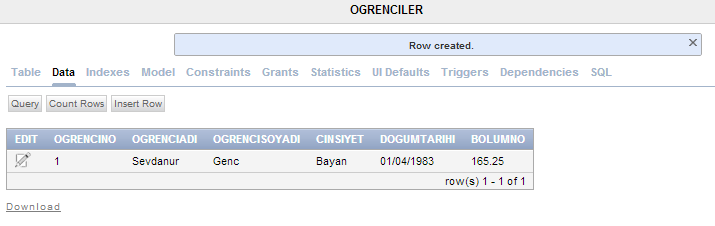 OGRENCILER
Row created.
Table Data Indexes Model Constraints Grants Statistics UI Defaults Triggers Dependencies SQL
Query Count Rows Insert Row
EDIT OGRENCINO OGRENCIADI OGRENCISOYADI CINSIYET DOGUMTARIHI BOLUMNO
1 Sevdanur Genc Bayan 01/04/1983 165.25
row(s) 1 - 1 of 1
Download